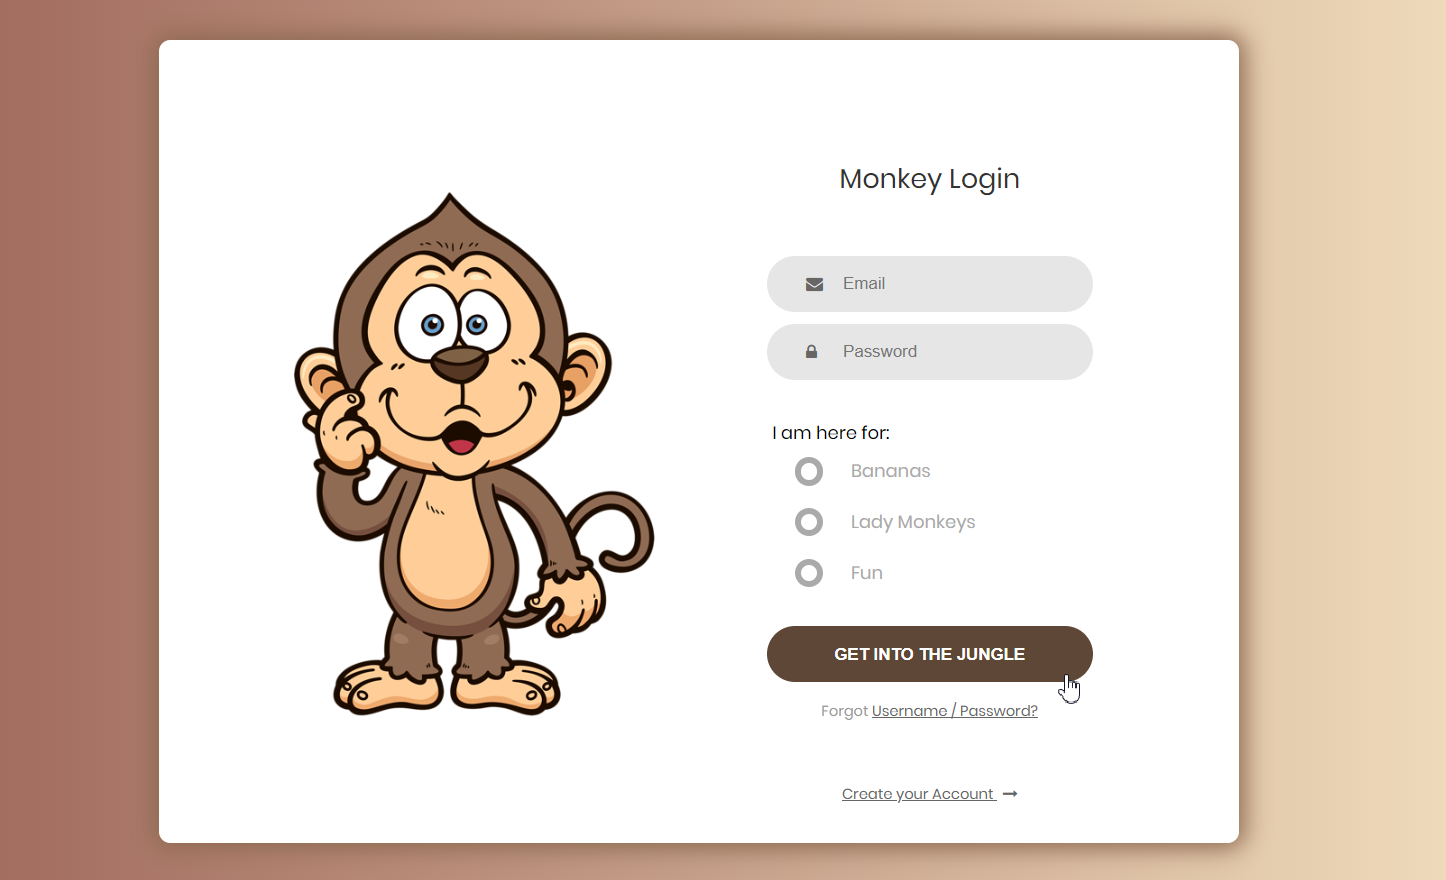 Monkey Login
Email
Password
I am here for:
Bananas
Lady Monkeys
Fun
GET INTO THE JUNGLE
Forgot Username / Password?
Create your Account